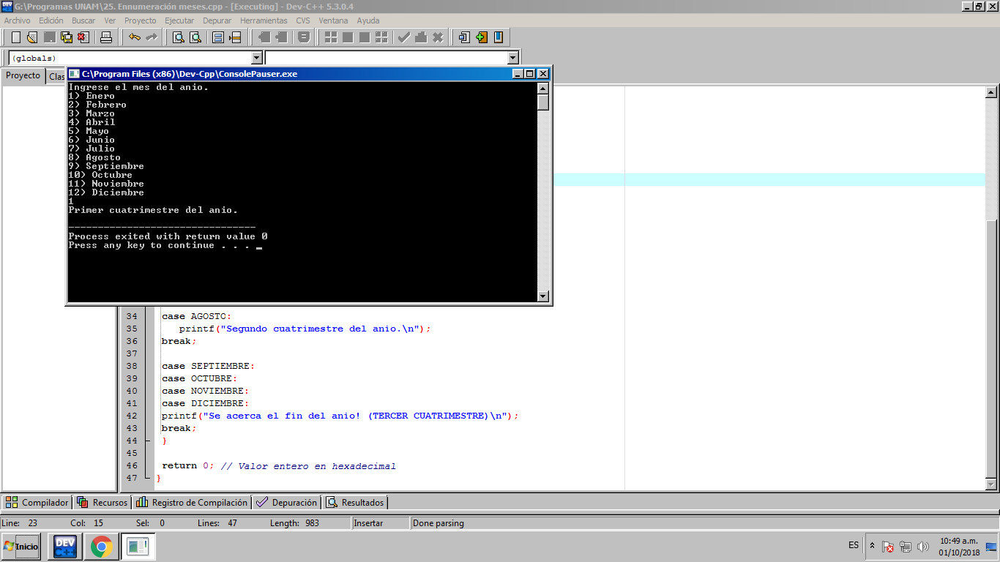 G:\Programas UNAM\25. Ennumeración meses.cpp - [Executing] - Dev-C++ 5.3.0.4
Archivo Edición Buscar Ver Proyecto Ejecutar Depurar Herramientas CVS Ventana Ayuda
(globals)
Proyecto Clas
C:\Program Files (x86)\Dev-Cpp\ConsolePauser.exe
Ingrese el mes del anio.
1) Enero
2) Febrero
3) Marzo
4) Abril
5) Mayo
6) Junio
7) Julio
8) Agosto
9) Septiembre
10) Octubre
11) Noviembre
12) Diciembre
1
Primer cuatrimestre del anio.
--------------------------------
Process exited with return value 0
Press any key to continue . . . _
34 case AGOSTO:
35 printf("Segundo cuatrimestre del anio.\n");
36 break;
37
38 case SEPTIEMBRE:
39 case OCTUBRE:
40 case NOVIEMBRE:
41 case DICIEMBRE:
42 printf("Se acerca el fin del anio! (TERCER CUATRIMESTRE)\n");
43 break;
44 }
45
46 return 0; // Valor entero en hexadecimal
47 }
Compilador Recursos Registro de Compilación Depuración Resultados
Line: 23 Col: 15 Sel: 0 Lines: 47 Length: 983 Insertar Done parsing
Inicio DEV C++ ES 10:49 a.m.
01/10/2018